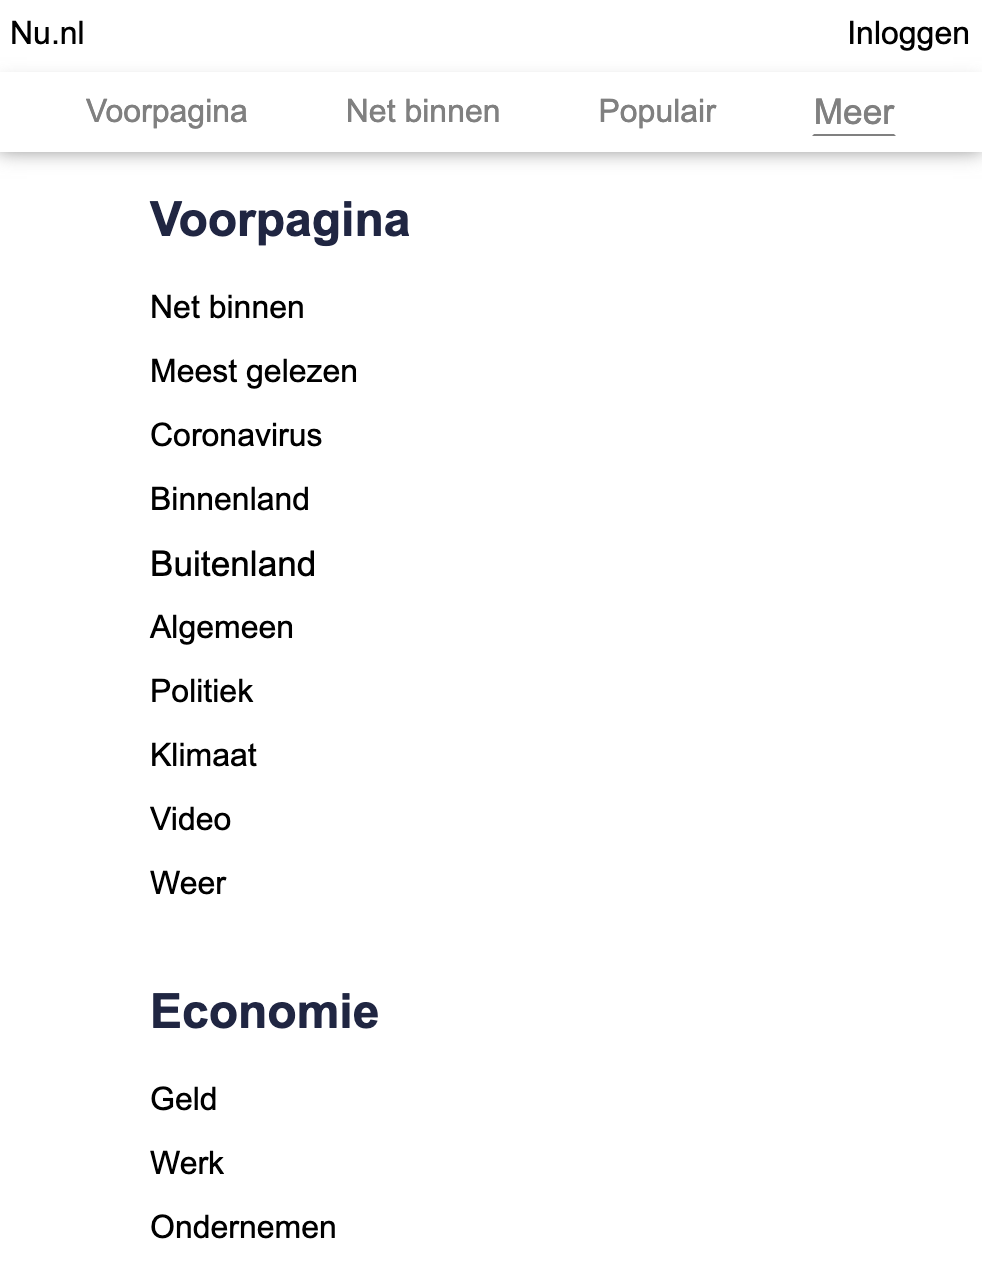 Nu.nl Inloggen
Voorpagina Net binnen Populair Meer
Voorpagina
Net binnen
Meest gelezen
Coronavirus
Binnenland
Buitenland
Algemeen
Politiek
Klimaat
Video
Weer
Economie
Geld
Werk
Ondernemen